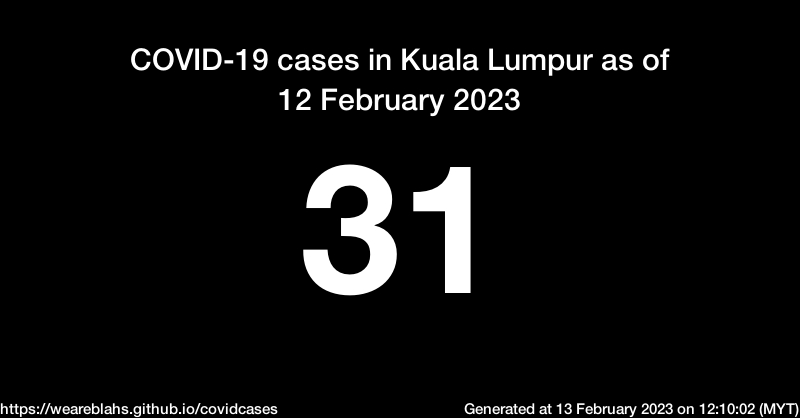 COVID-19 cases in Kuala Lumpur as of
12 February 2023
31
https://weareblahs.github.io/covidcases
Generated at 13 February 2023 on 12:10:02 (MYT)